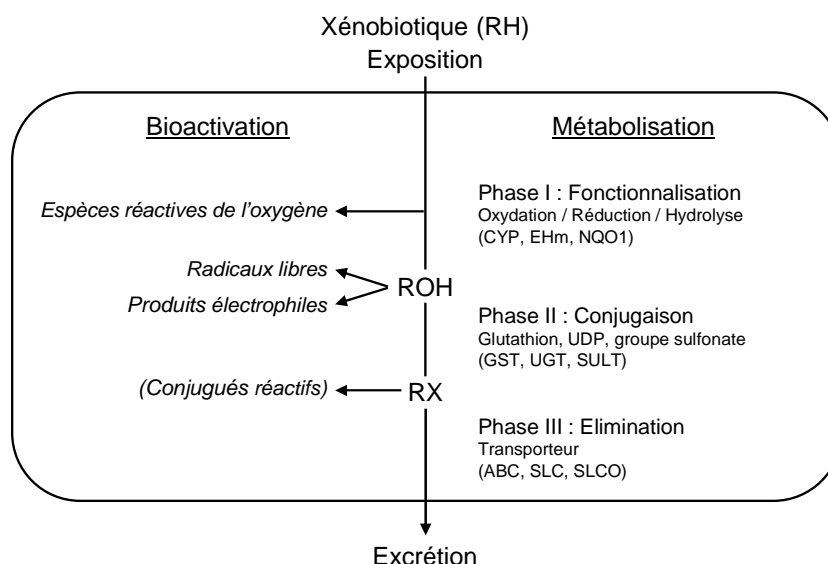 Xénobiotique (RH)
Exposition
Bioactivation
Métabolisation
Espèces réactives de l’oxygène
Phase I : Fonctionnalisation
Oxydation / Réduction / Hydrolyse
(CYP, EHm, NQO1)
Radicaux libres
Produits électrophiles
ROH
Phase II : Conjugaison
Glutathion, UDP, groupe sulfonate
(GST, UGT, SULT)
(Conjugués réactifs)
RX
Phase III : Elimination
Transporteur
(ABC, SLC, SLCO)
Excrétion